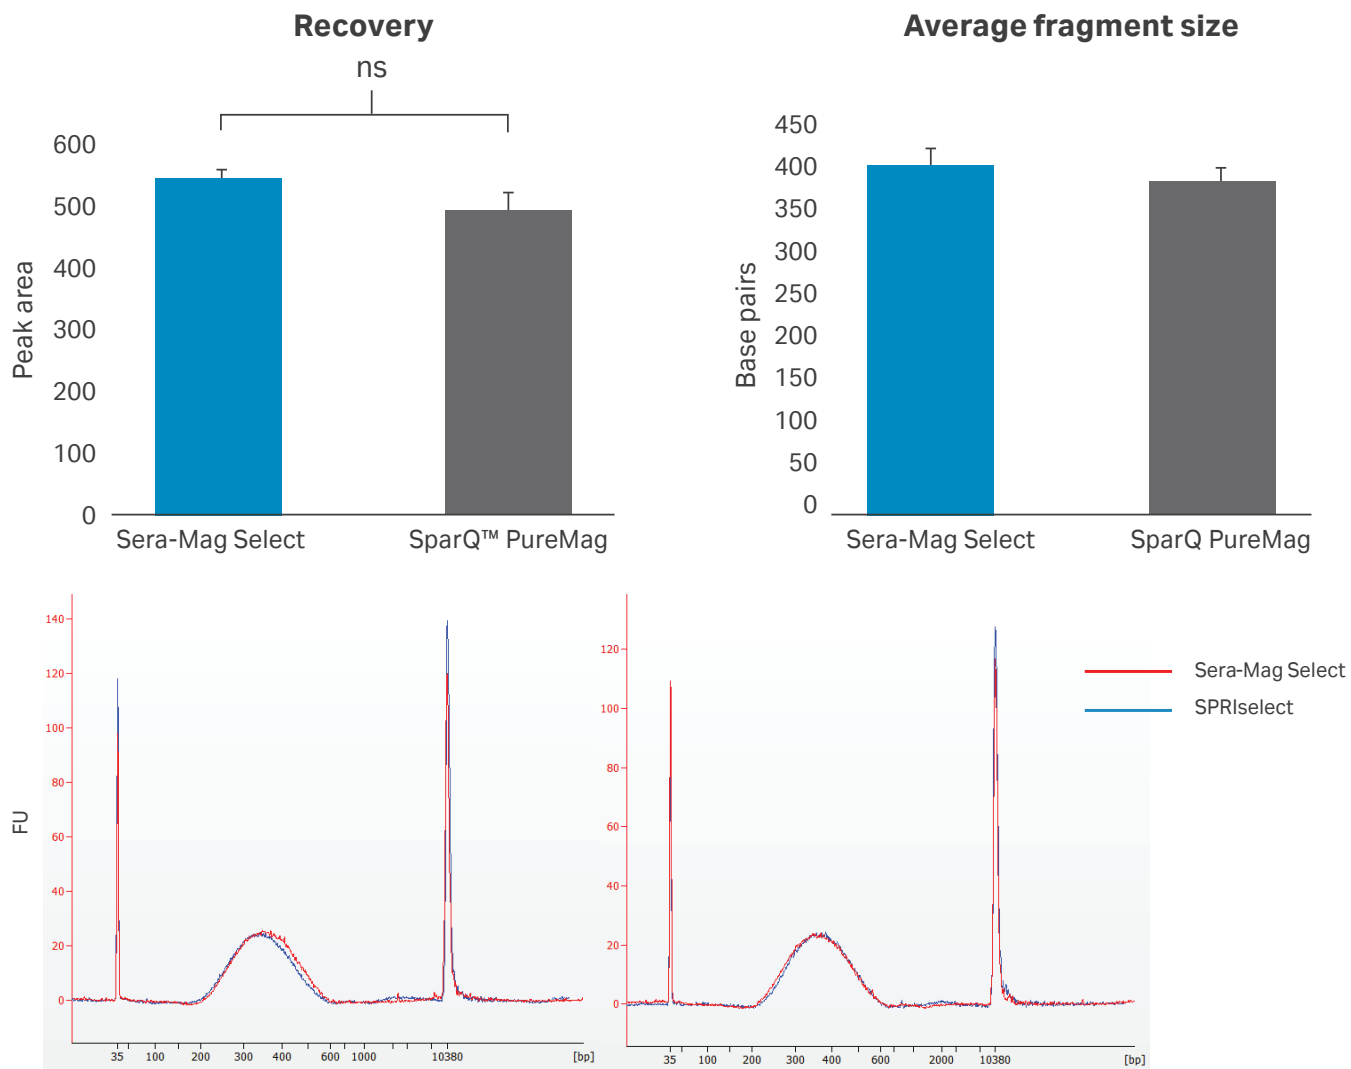 Recovery
ns
Peak area
600
500
400
300
200
100
0
Sera-Mag Select
SparQ™ PureMag
Average fragment size
Base pairs
450
400
350
300
250
200
150
100
50
0
Sera-Mag Select
SparQ PureMag
FU
140
120
100
80
60
40
20
0
35 100 200 300 400 600 1000 10380 [bp]
120
100
80
60
40
20
0
35 100 200 300 400 600 2000 10380 [bp]
Sera-Mag Select
SPRIselect